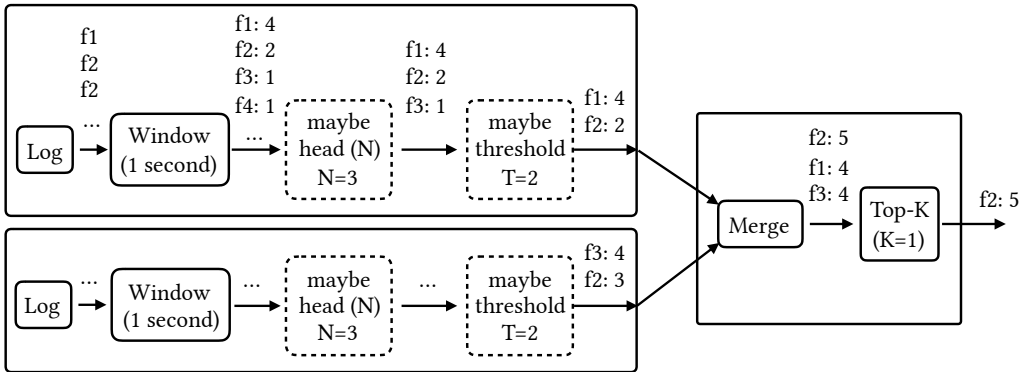 f1
f2
f2
...
Log
Window
(1 second)
f1: 4
f2: 2
f3: 1
f4: 1
...
maybe
head (N)
N=3
f1: 4
f2: 2
f3: 1
maybe
threshold
T=2
f1: 4
f2: 2
...
Log
Window
(1 second)
...
maybe
head (N)
N=3
...
maybe
threshold
T=2
f3: 4
f2: 3
Merge
f2: 5
f1: 4
f3: 4
Top-K
(K=1)
f2: 5